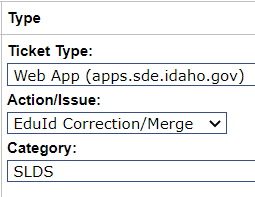 Type
Ticket Type:
Web App (apps.sde.idaho.gov)
Action/Issue:
EduId Correction/Merge
Category:
SLDS